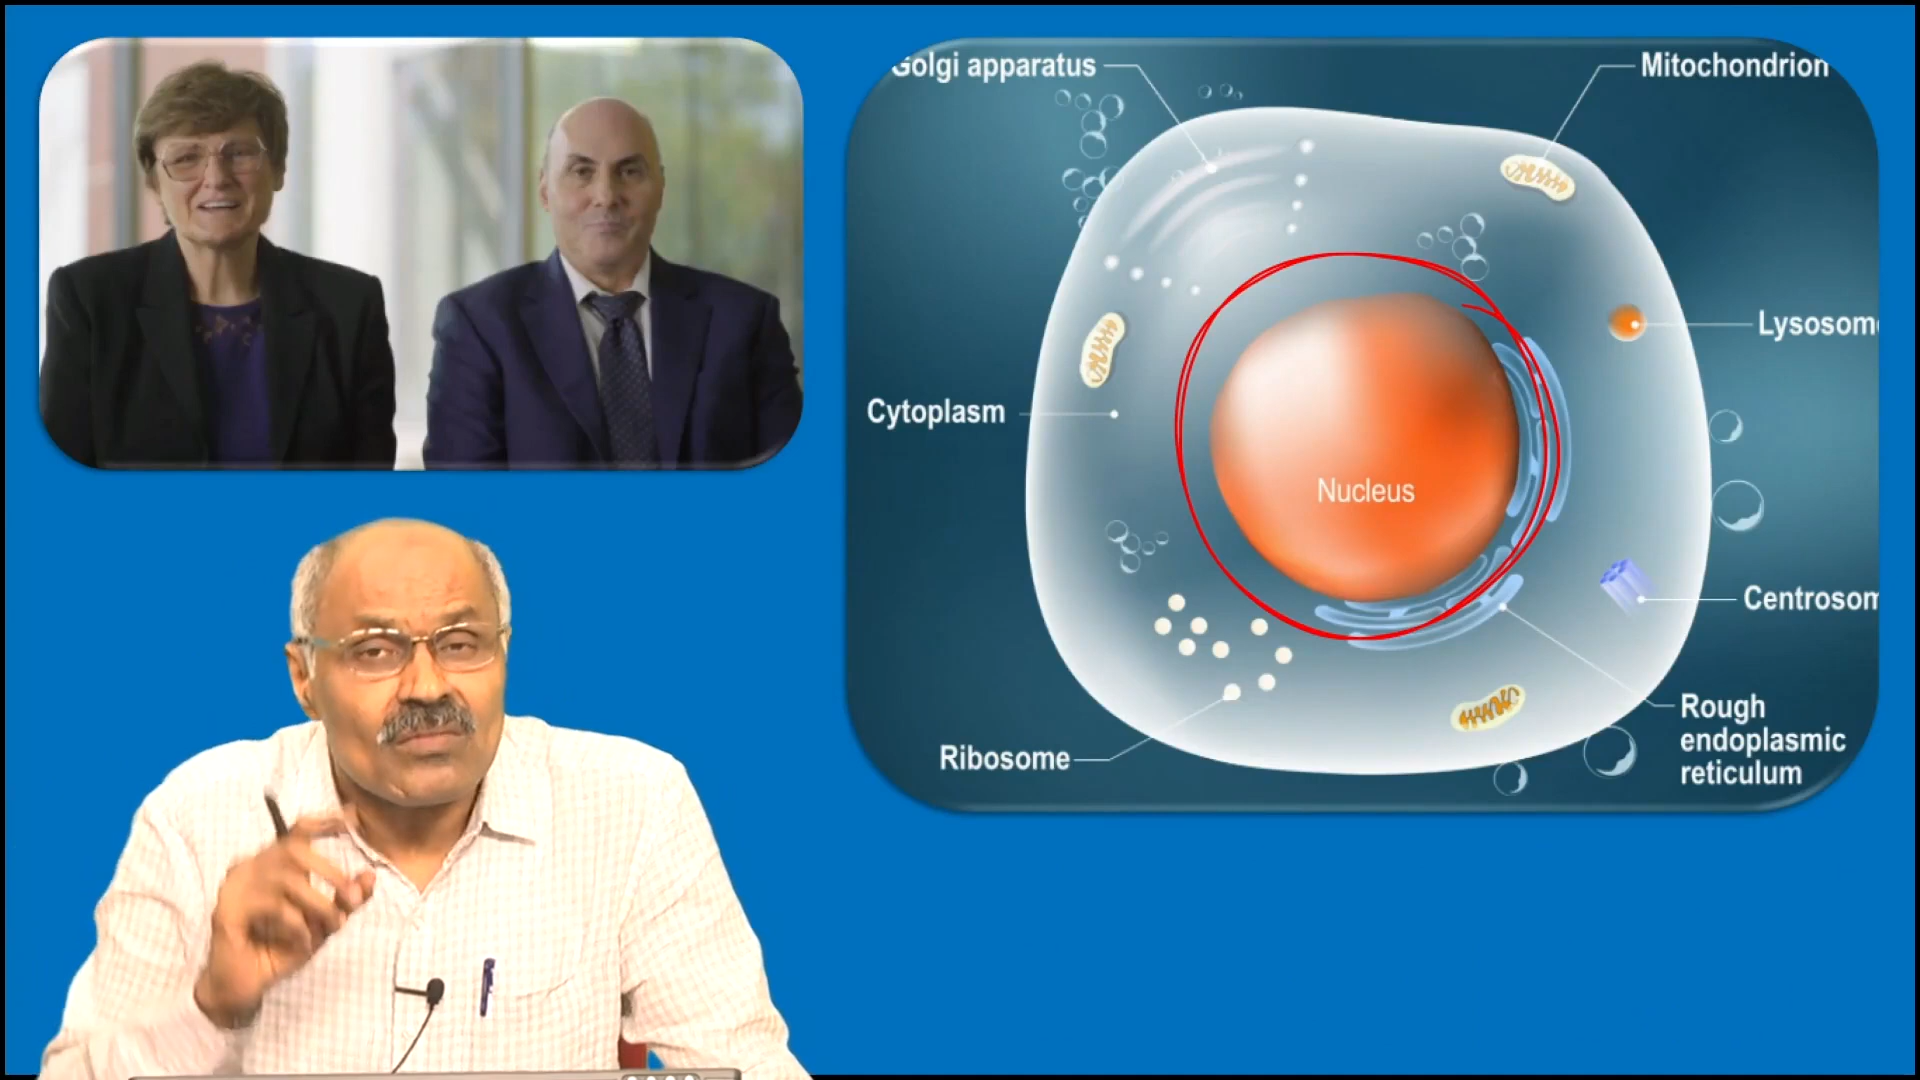 Golgi apparatus
Mitochondrion
Lysosom
Cytoplasm
Nucleus
Centrosom
Rough
endoplasmic
reticulum
Ribosome